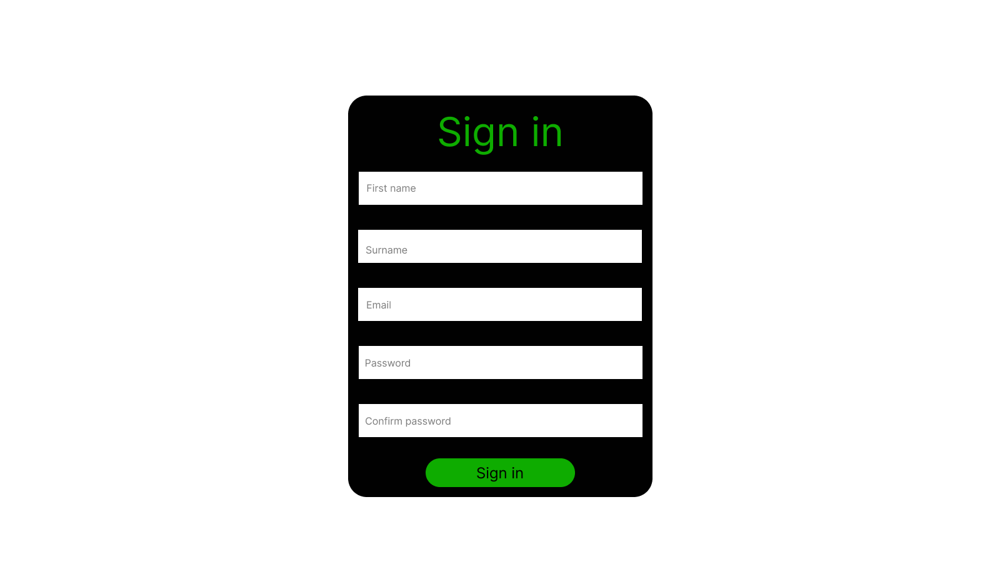 Sign in
First name
Surname
Email
Password
Confirm password
Sign in